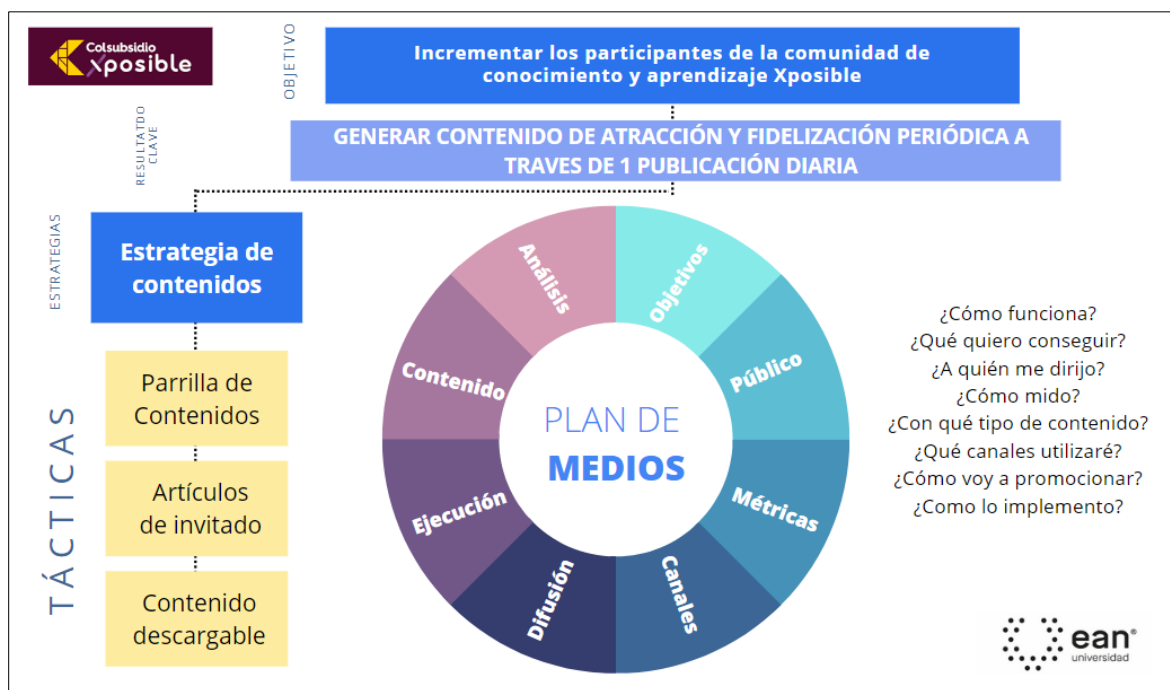 Colsubsidio
xposible
OBJETIVO
Incrementar los participantes de la comunidad de
conocimiento y aprendizaje Xposible
RESULTATDO
CLAVE
GENERAR CONTENIDO DE ATRACCIÓN Y FIDELIZACIÓN PERIÓDICA A
TRAVES DE 1 PUBLICACIÓN DIARIA
ESTRATEGIAS
Estrategia de
contenidos
TÁCTICAS
Parrilla de
Contenidos
Artículos
de invitado
Contenido
descargable
PLAN DE
MEDIOS
Análisis
Objetivos
Público
Métricas
Canales
Difusión
Ejecución
Contenido
¿Cómo funciona?
¿Qué quiero conseguir?
¿A quién me dirijo?
¿Cómo mido?
¿Con qué tipo de contenido?
¿Qué canales utilizaré?
¿Cómo voy a promocionar?
¿Como lo implemento?
ean®
universidad